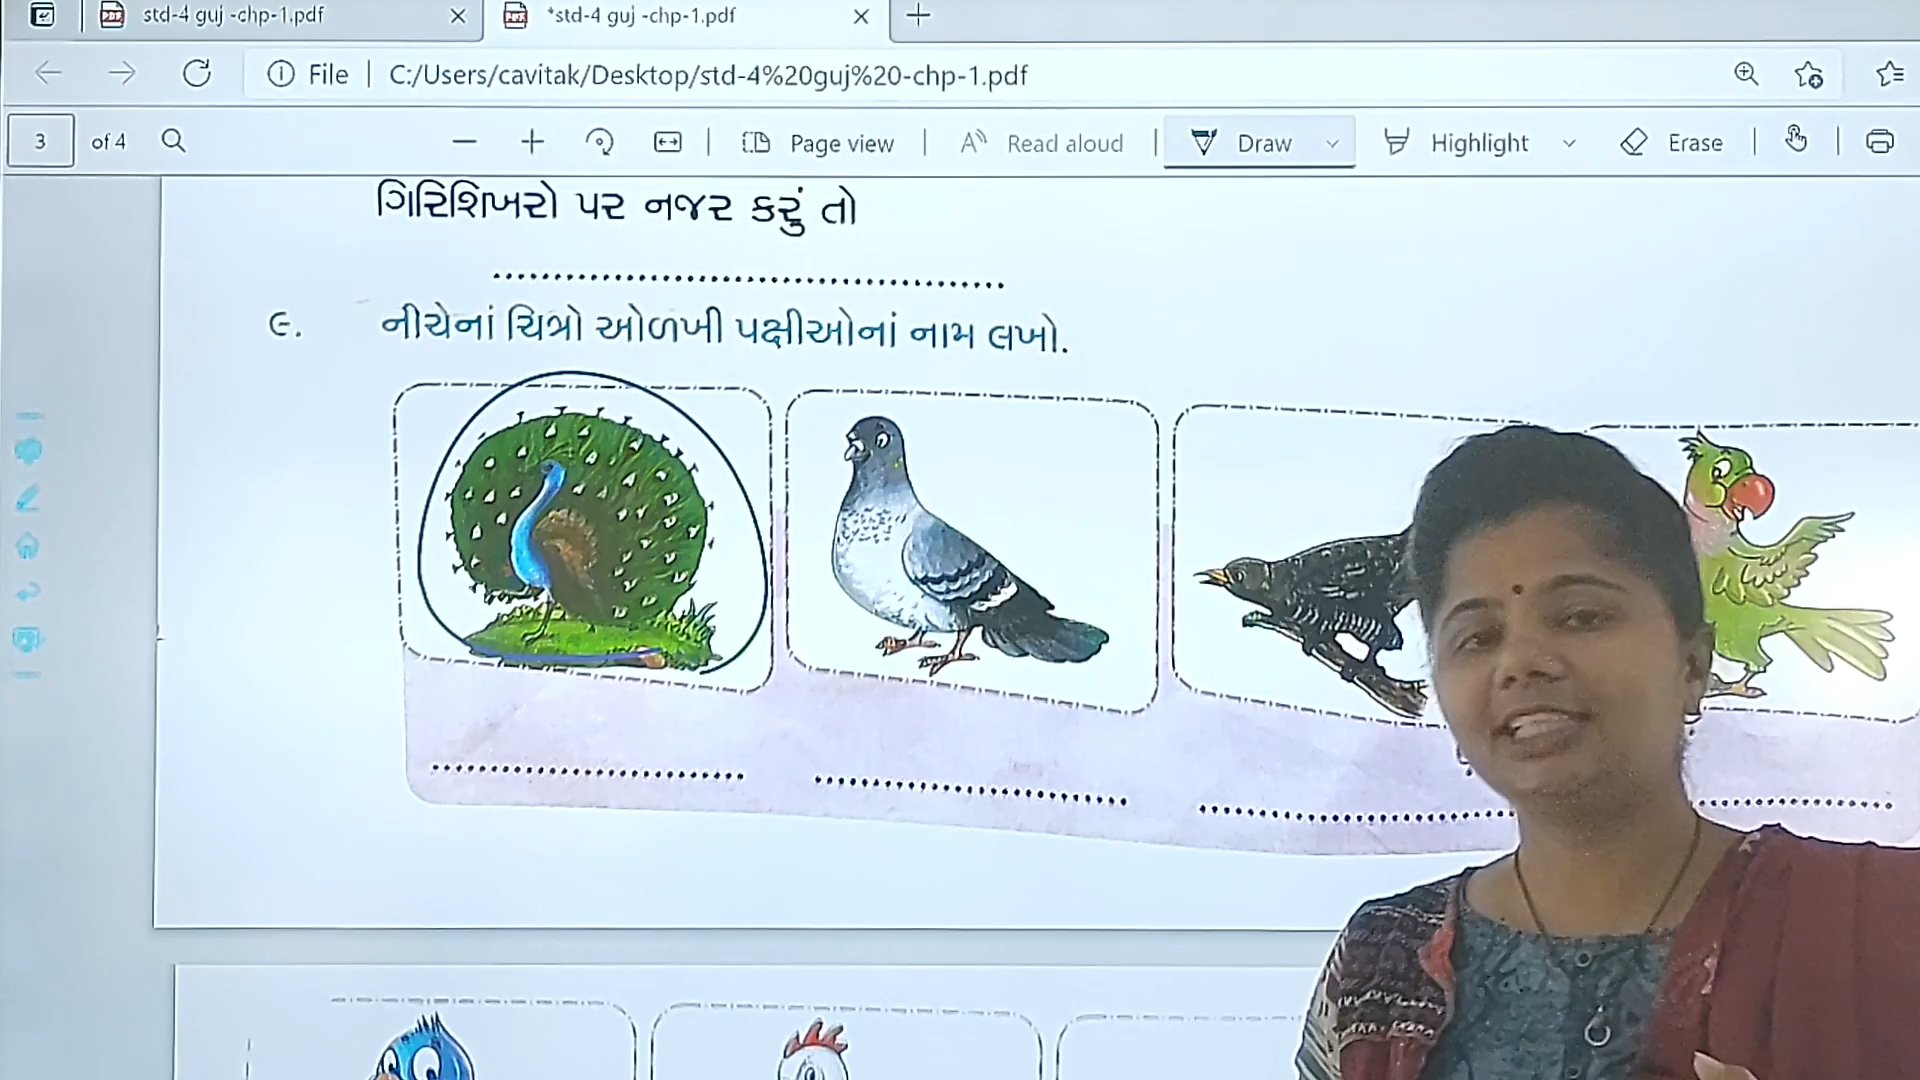 std-4 guj -chp-1.pdf
*std-4 guj -chp-1.pdf
File
C:/Users/cavitak/Desktop/std-4%20guj%20-chp-1.pdf
3 of 4
Page view
Read aloud
Draw
Highlight
Erase
ગિરિશિખરો પર નજર કરું તો
૯. નીચેનાં ચિત્રો ઓળખી પક્ષીઓનાં નામ લખો.